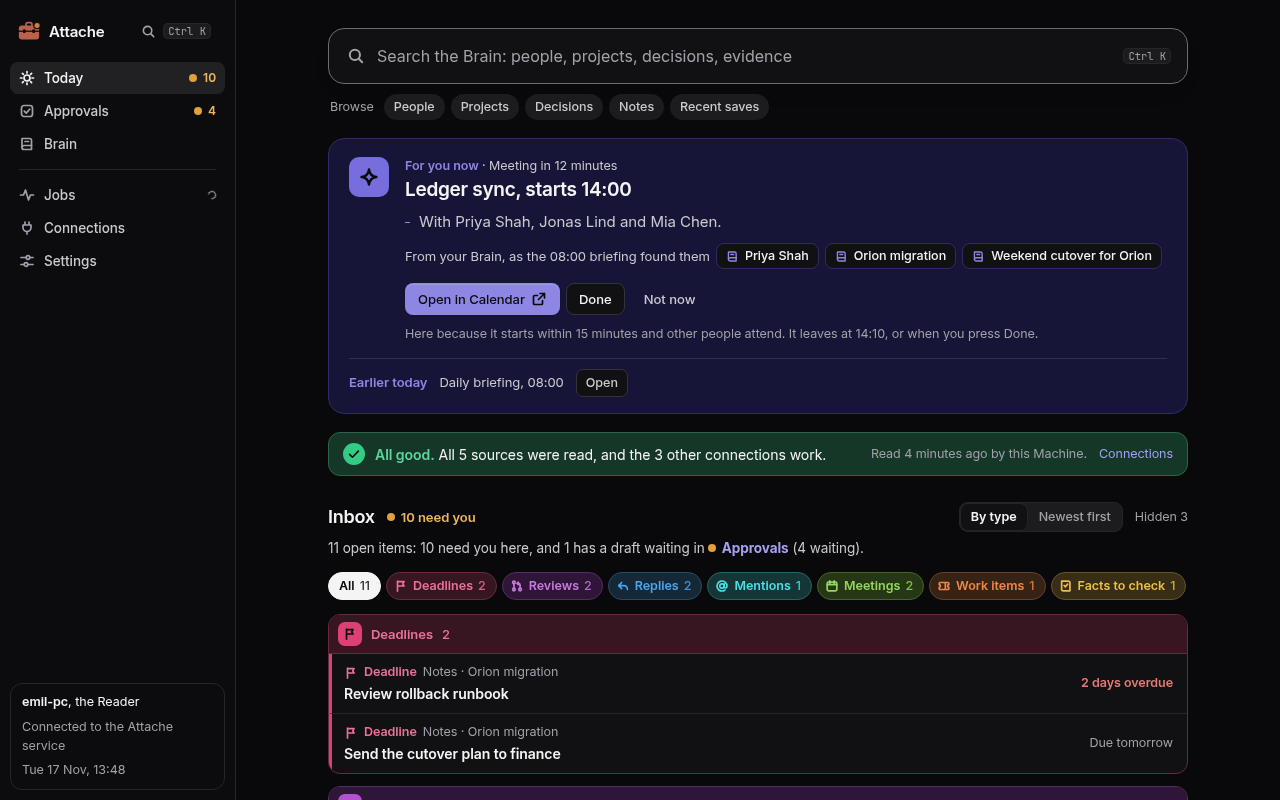 Attache
Ctrl K
Today
10
Approvals
4
Brain
Jobs
Connections
Settings
emil-pc, the Reader
Connected to the Attache
service
Tue 17 Nov, 13:48
Search the Brain: people, projects, decisions, evidence
Ctrl K
Browse People Projects Decisions Notes Recent saves
For you now · Meeting in 12 minutes
Ledger sync, starts 14:00
- With Priya Shah, Jonas Lind and Mia Chen.
From your Brain, as the 08:00 briefing found them Priya Shah Orion migration Weekend cutover for Orion
Open in Calendar Done Not now
Here because it starts within 15 minutes and other people attend. It leaves at 14:10, or when you press Done.
Earlier today Daily briefing, 08:00 Open
All good. All 5 sources were read, and the 3 other connections work. Read 4 minutes ago by this Machine. Connections
Inbox 10 need you By type Newest first Hidden 3
11 open items: 10 need you here, and 1 has a draft waiting in Approvals (4 waiting).
All 11 Deadlines 2 Reviews 2 Replies 2 Mentions 1 Meetings 2 Work items 1 Facts to check 1
Deadlines 2
Deadline Notes · Orion migration
Review rollback runbook
2 days overdue
Deadline Notes · Orion migration
Send the cutover plan to finance
Due tomorrow